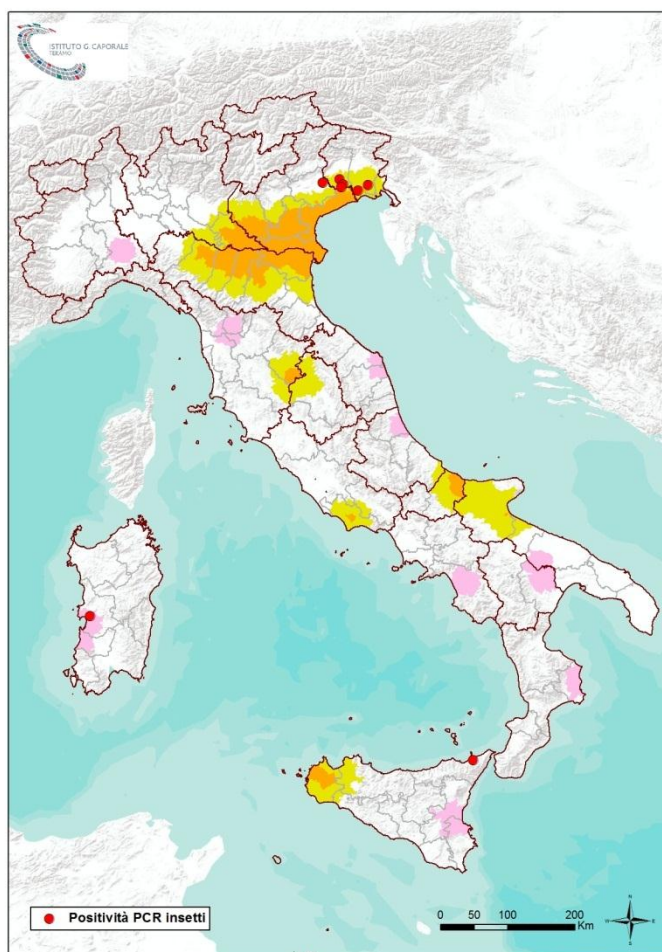 ISTITUTO G. CAPORALE
TERAMO
Positività PCR insetti
0 50 100 200
Km
N
W E
S